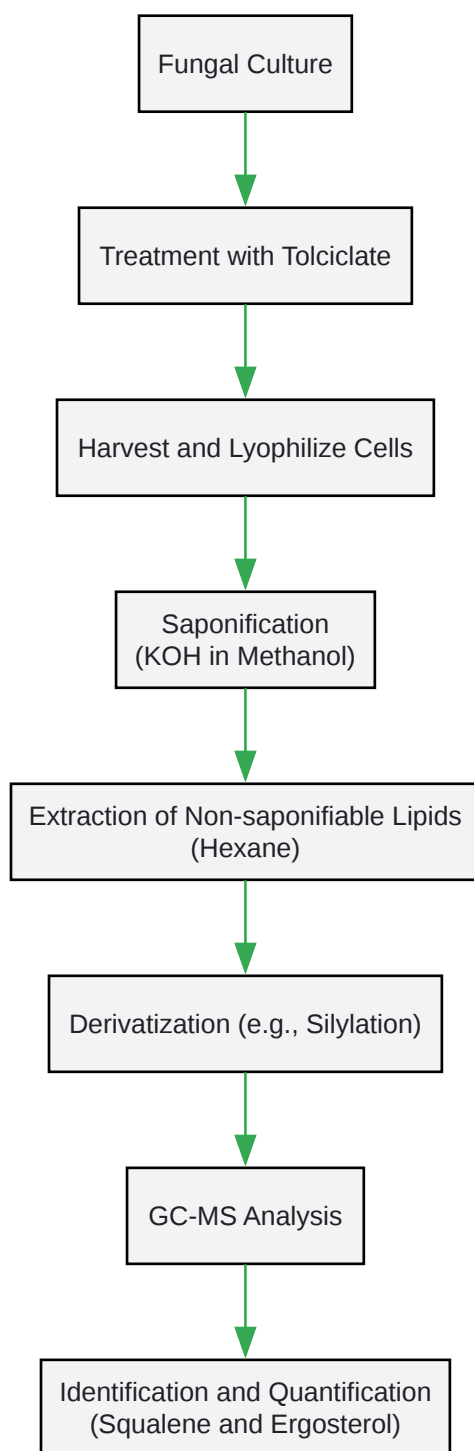 Fungal Culture
Treatment with Tolciclate
Harvest and Lyophilize Cells
Saponification
(KOH in Methanol)
Extraction of Non-saponifiable Lipids
(Hexane)
Derivatization (e.g., Silylation)
GC-MS Analysis
Identification and Quantification
(Squalene and Ergosterol)